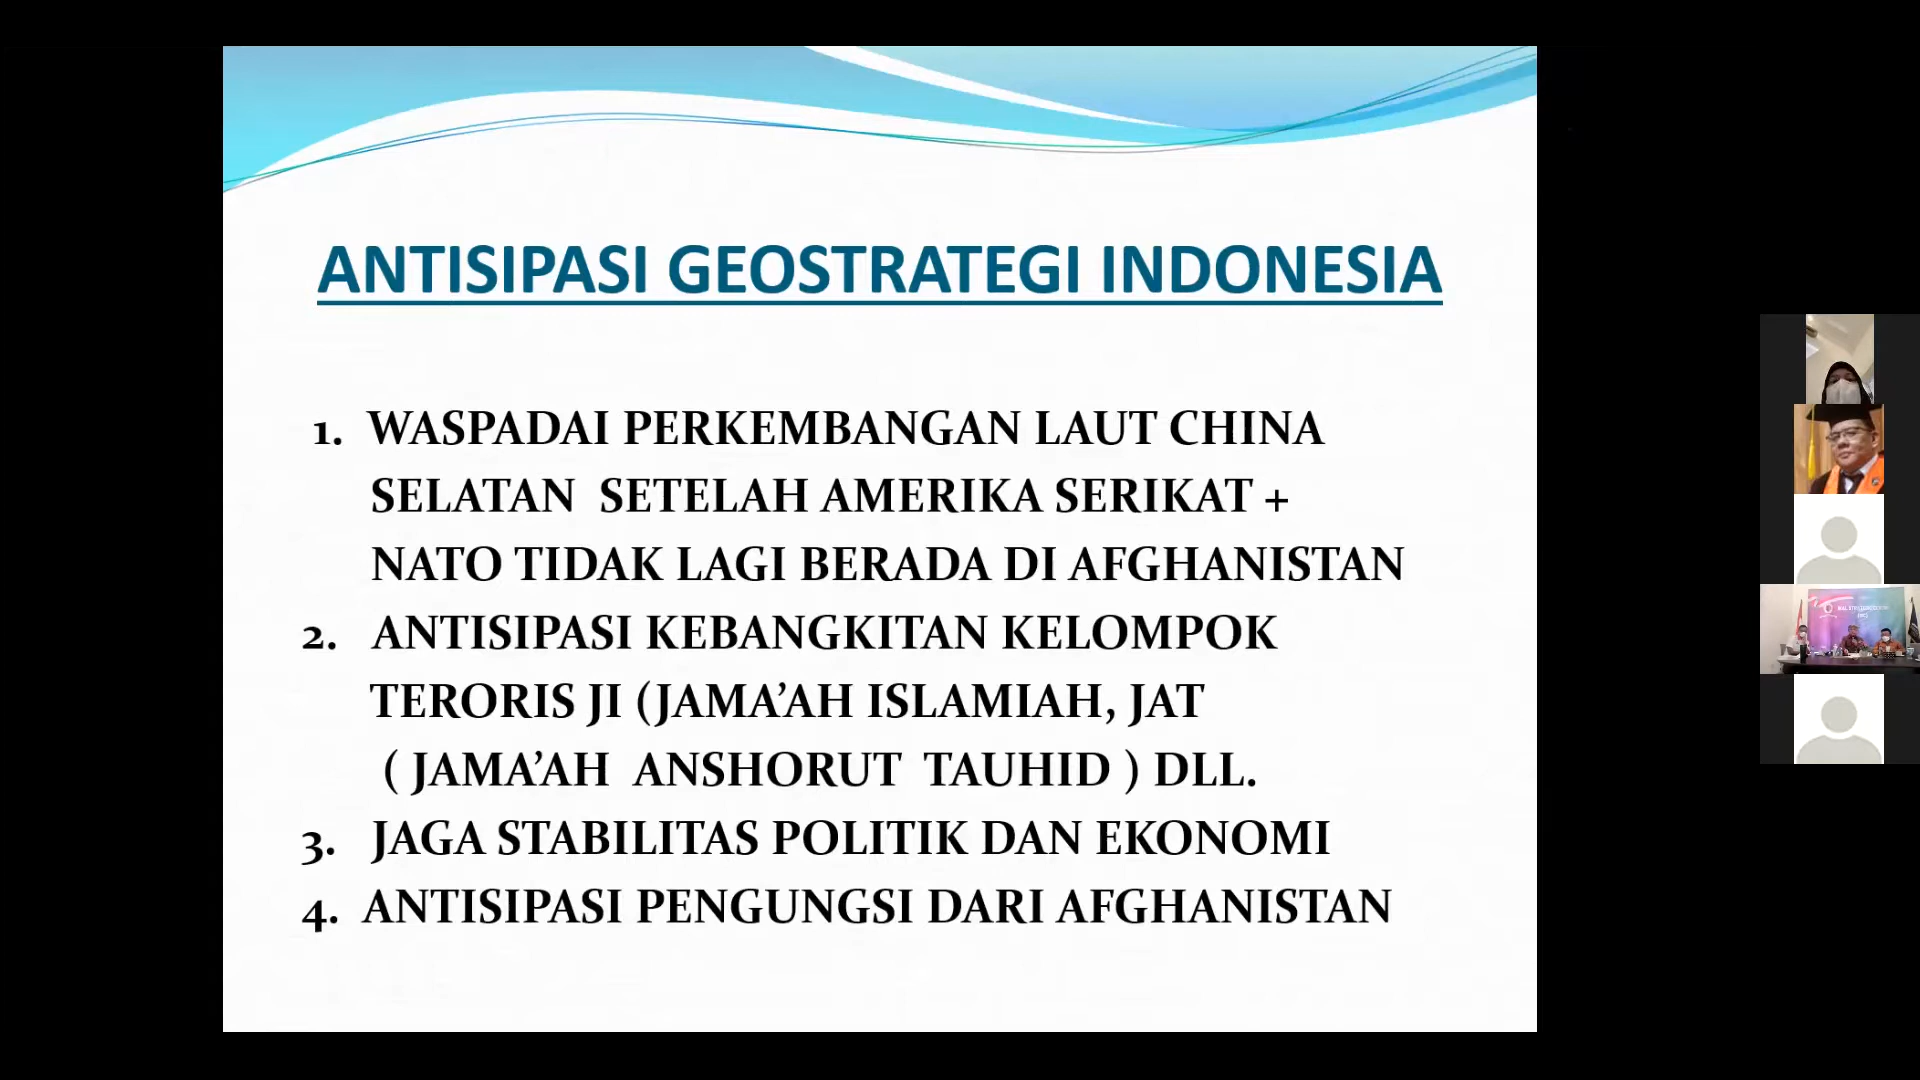 ANTISIPASI GEOSTRATEGI INDONESIA
1. WASPADAI PERKEMBANGAN LAUT CHINA
SELATAN SETELAH AMERIKA SERIKAT +
NATO TIDAK LAGI BERADA DI AFGHANISTAN
2. ANTISIPASI KEBANGKITAN KELOMPOK
TERORIS JI (JAMA’AH ISLAMIAH, JAT
( JAMA’AH ANSHORUT TAUHID ) DLL.
3. JAGA STABILITAS POLITIK DAN EKONOMI
4. ANTISIPASI PENGUNGSI DARI AFGHANISTAN